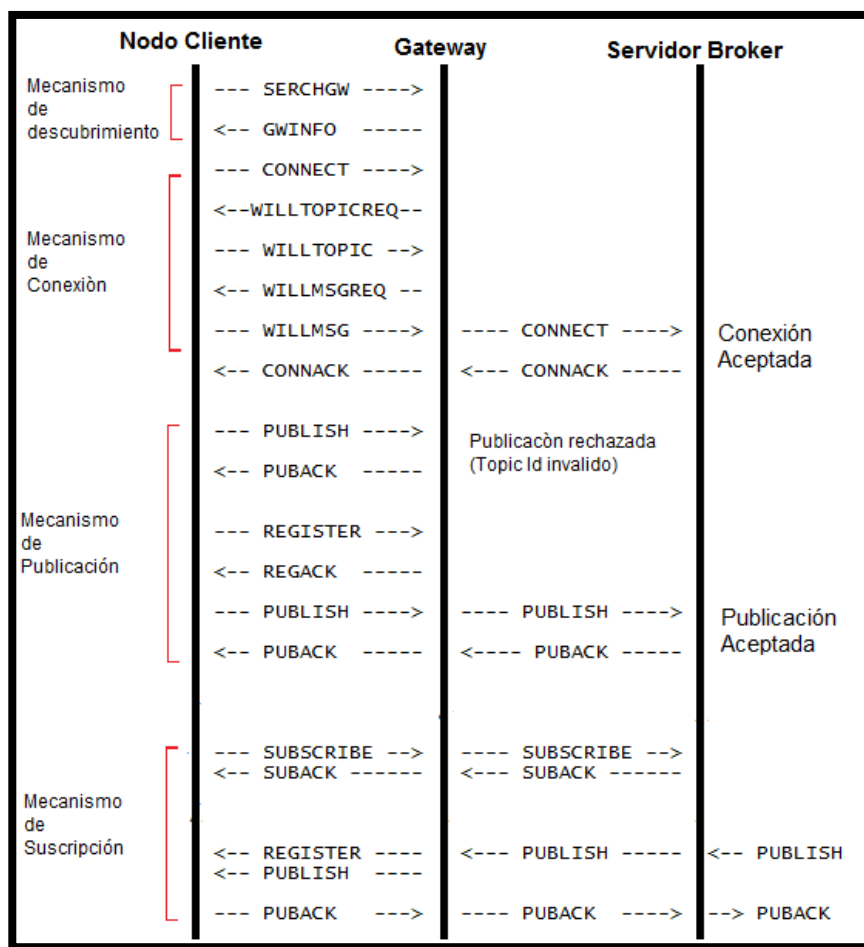 Nodo Cliente Gateway Servidor Broker
Mecanismo
de
descubrimiento
--- SERCHGW ---->
<-- GWINFO -----
Mecanismo
de
Conexiòn
--- CONNECT ---->
<--WILLTOPICREQ--
--- WILLTOPIC -->
<-- WILLMSGREQ --
--- WILLMSG ----> ---- CONNECT ---->
<-- CONNACK ----- <--- CONNACK -----
Conexión
Aceptada
Mecanismo
de
Publicación
--- PUBLISH ---->
<-- PUBACK -----
Publicacòn rechazada
(Topic Id invalido)
--- REGISTER --->
<-- REGACK -----
--- PUBLISH ----> ---- PUBLISH ---->
<-- PUBACK ----- <---- PUBACK -----
Publicación
Aceptada
Mecanismo
de
Suscripción
--- SUBSCRIBE --> ---- SUBSCRIBE -->
<-- SUBACK ------ <--- SUBACK ------
<-- REGISTER ---- <--- PUBLISH ----- <-- PUBLISH
<-- PUBLISH ----
--- PUBACK ---> ---- PUBACK ----> --> PUBACK